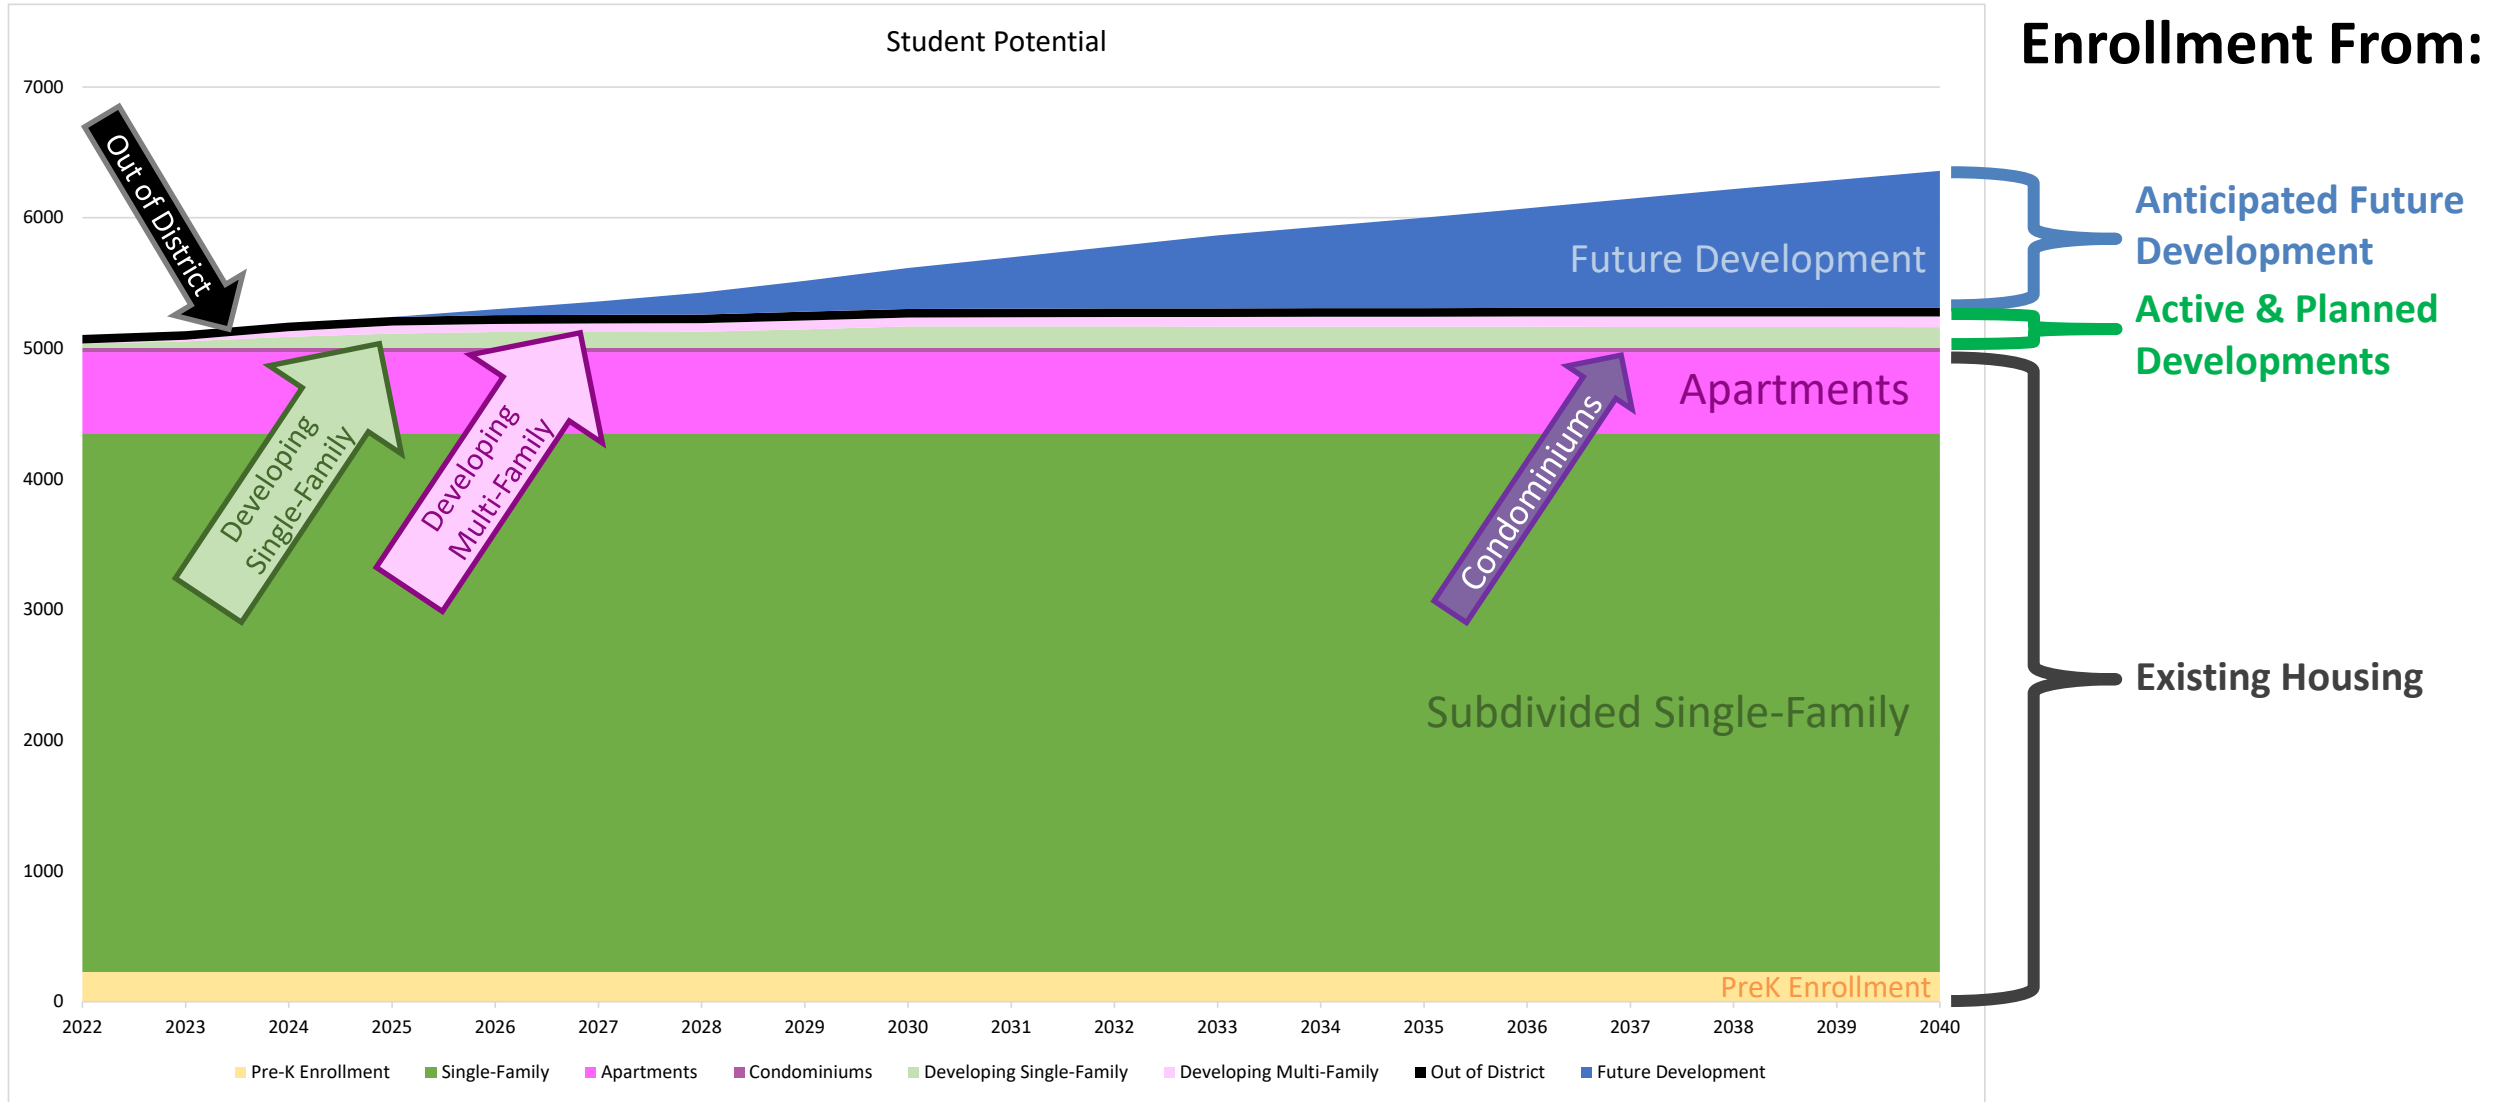 Student Potential
Enrollment From:
7000
6000
5000
4000
3000
2000
1000
0
Out of District
Developing
Single-Family
Developing
Multi-Family
Condominiums
Future Development
Apartments
Subdivided Single-Family
PreK Enrollment
Anticipated Future
Development
Active & Planned
Developments
Existing Housing
2022 2023 2024 2025 2026 2027 2028 2029 2030 2031 2032 2033 2034 2035 2036 2037 2038 2039 2040
Pre-K Enrollment Single-Family Apartments Condominiums Developing Single-Family Developing Multi-Family Out of District Future Development